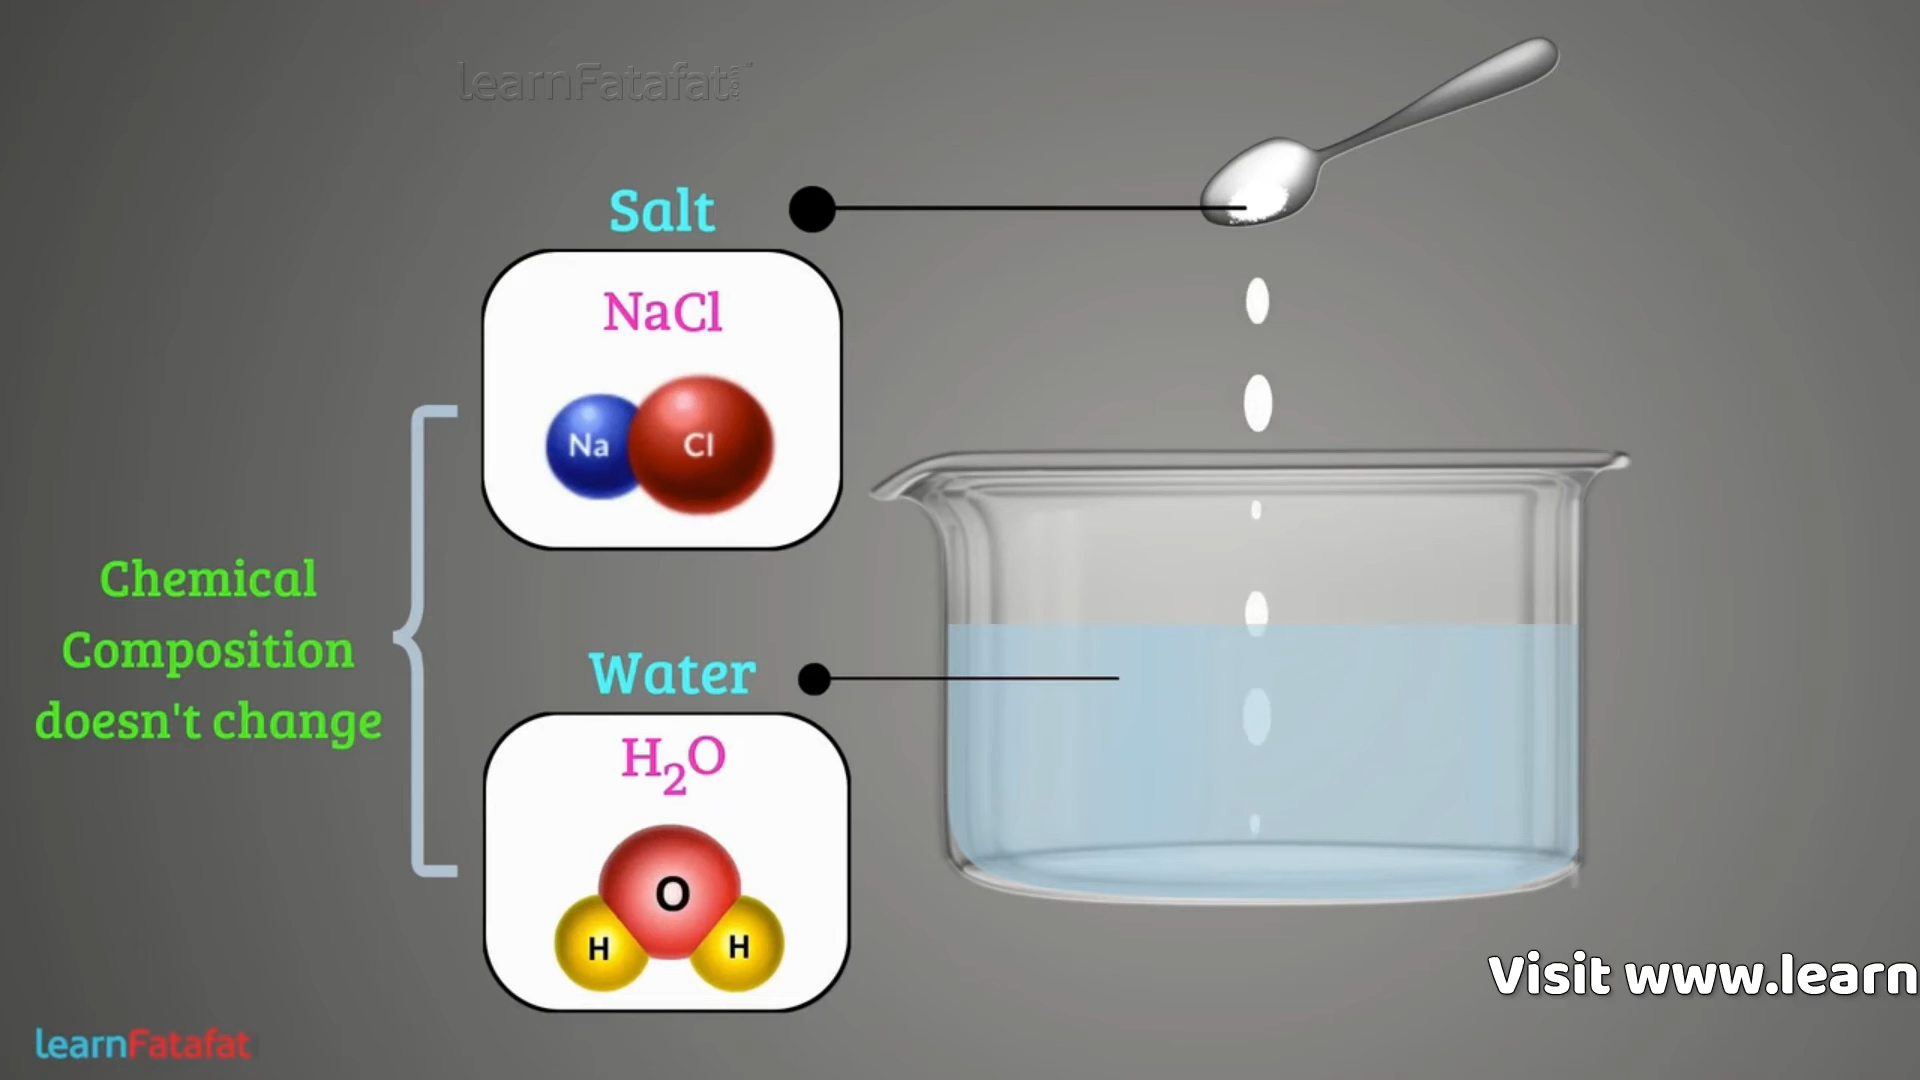 learnFatafat
Salt
NaCl
Na
Cl
Chemical
Composition
doesn't change
Water
H₂O
O
H
H
Visit www.learn
learnFatafat